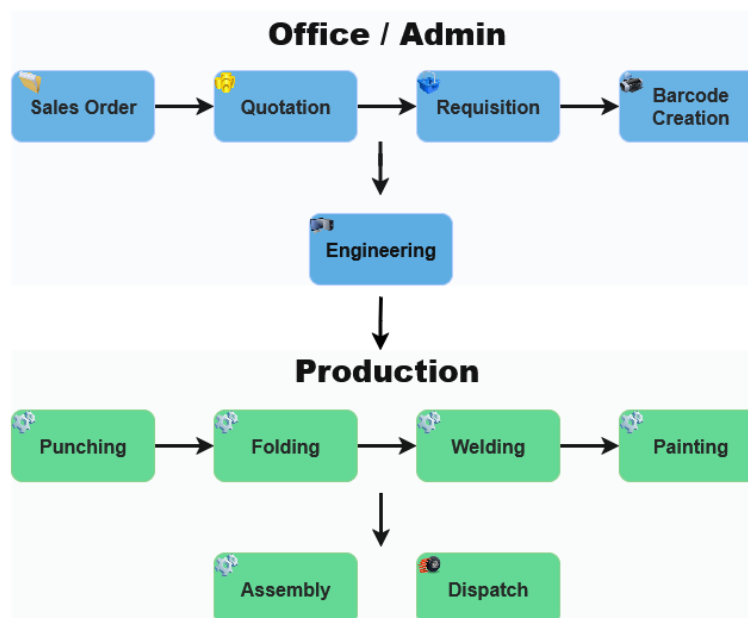 Office / Admin
Sales Order
Quotation
Requisition
Barcode
Creation
Engineering
Production
Punching
Folding
Welding
Painting
Assembly
Dispatch